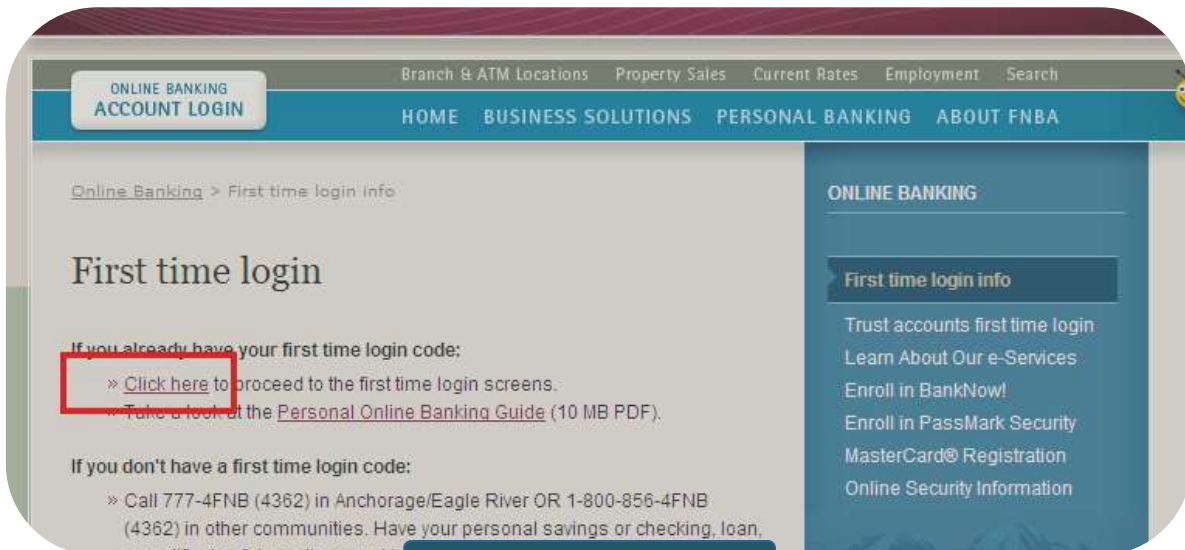 Branch & ATM Locations Property Sales Current Rates Employment Search
ONLINE BANKING
ACCOUNT LOGIN
HOME BUSINESS SOLUTIONS PERSONAL BANKING ABOUT FNBA
Online Banking > First time login info
First time login
If you already have your first time login code:
» Click here to proceed to the first time login screens.
» Take a look at the Personal Online Banking Guide (10 MB PDF).
If you don't have a first time login code:
» Call 777-4FNB (4362) in Anchorage/Eagle River OR 1-800-856-4FNB
(4362) in other communities. Have your personal savings or checking, loan,
ONLINE BANKING
First time login info
Trust accounts first time login
Learn About Our e-Services
Enroll in BankNow!
Enroll in PassMark Security
MasterCard® Registration
Online Security Information